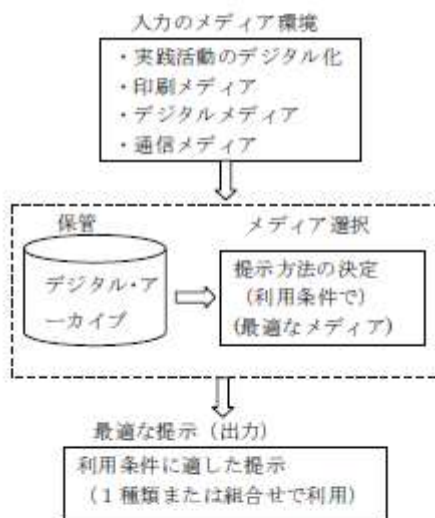 入力のメディア環境
・実践活動のデジタル化
・印刷メディア
・デジタルメディア
・通信メディア
保管
メディア選択
デジタル・ア
ーカイブ
提示方法の決定
(利用条件で)
(最適なメディア)
最適な提示(出力)
利用条件に適した提示
(1種類または組合せで利用)